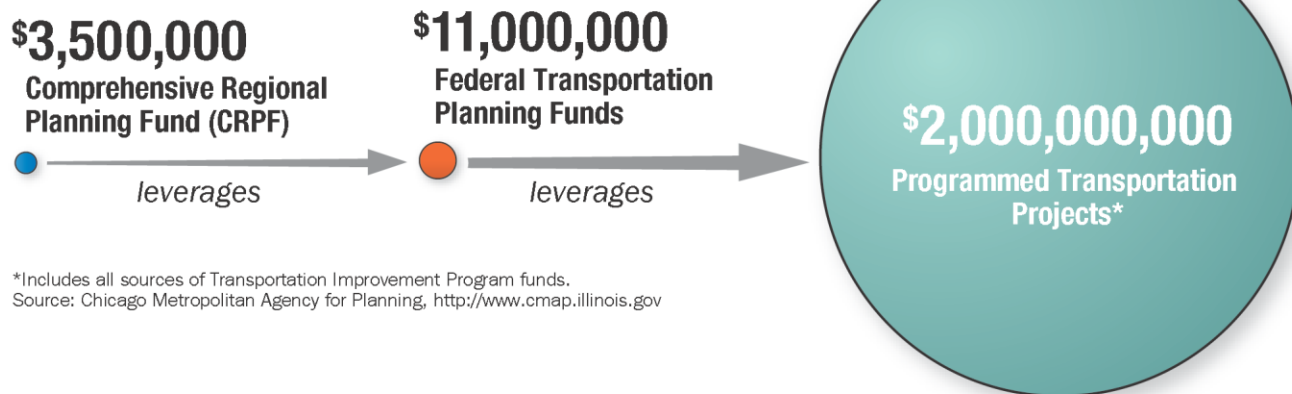 $3,500,000
Comprehensive Regional
Planning Fund (CRPF)
leverages
$11,000,000
Federal Transportation
Planning Funds
leverages
$2,000,000,000
Programmed Transportation
Projects*
*Includes all sources of Transportation Improvement Program funds.
Source: Chicago Metropolitan Agency for Planning, http://www.cmap.illinois.gov